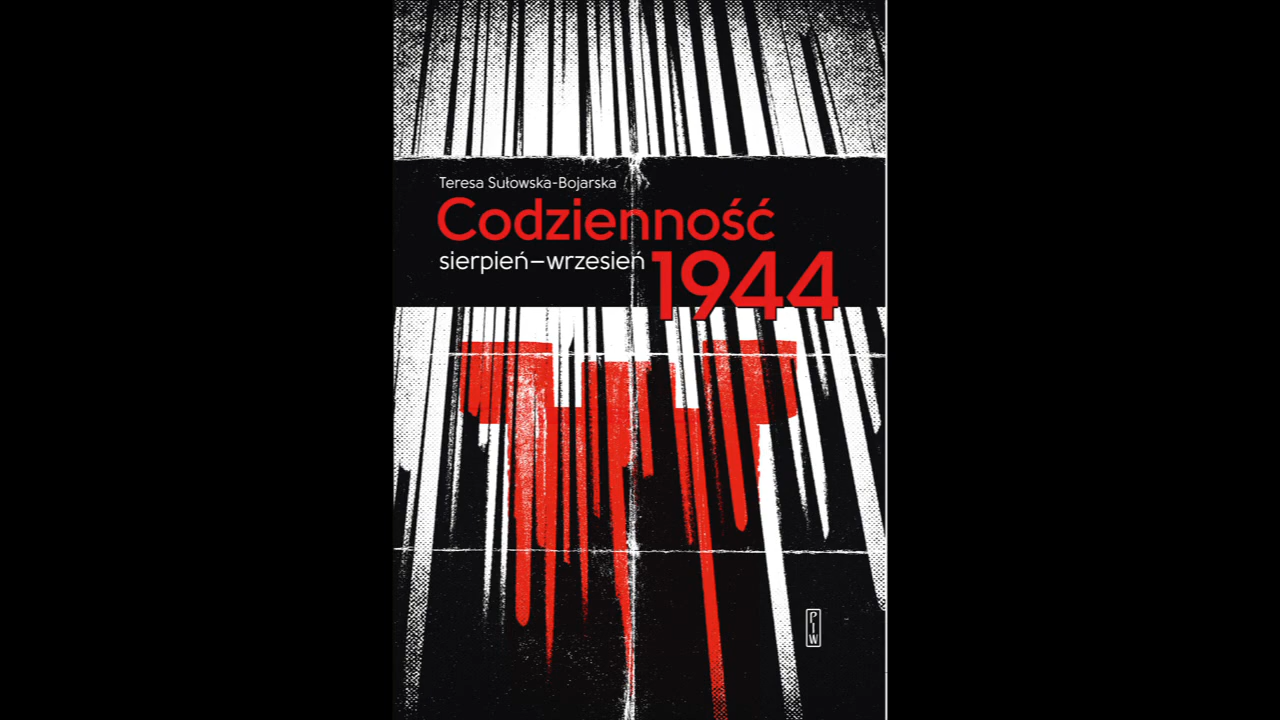 Teresa Sułowska-Bojarska
Codzienność
sierpień–wrzesień
1944
PIW